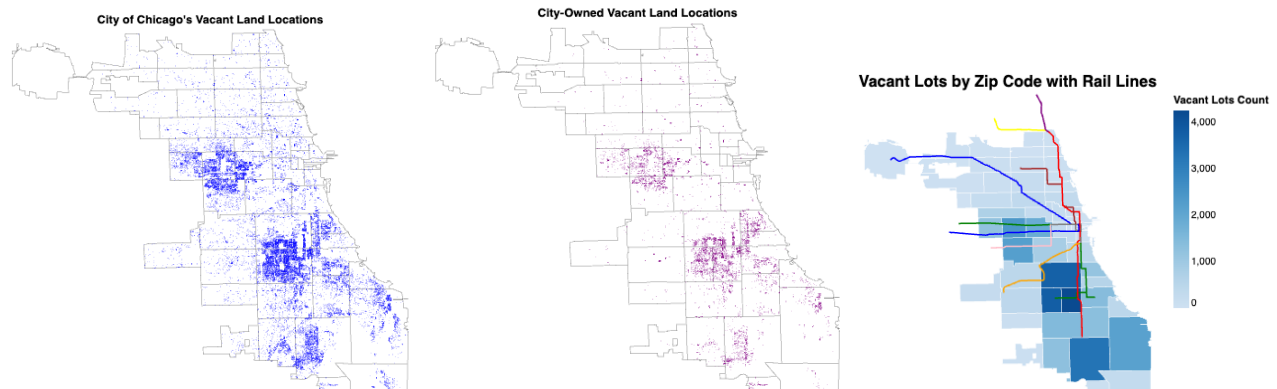 City of Chicago's Vacant Land Locations
City-Owned Vacant Land Locations
Vacant Lots by Zip Code with Rail Lines
Vacant Lots Count
4,000
3,000
2,000
1,000
0